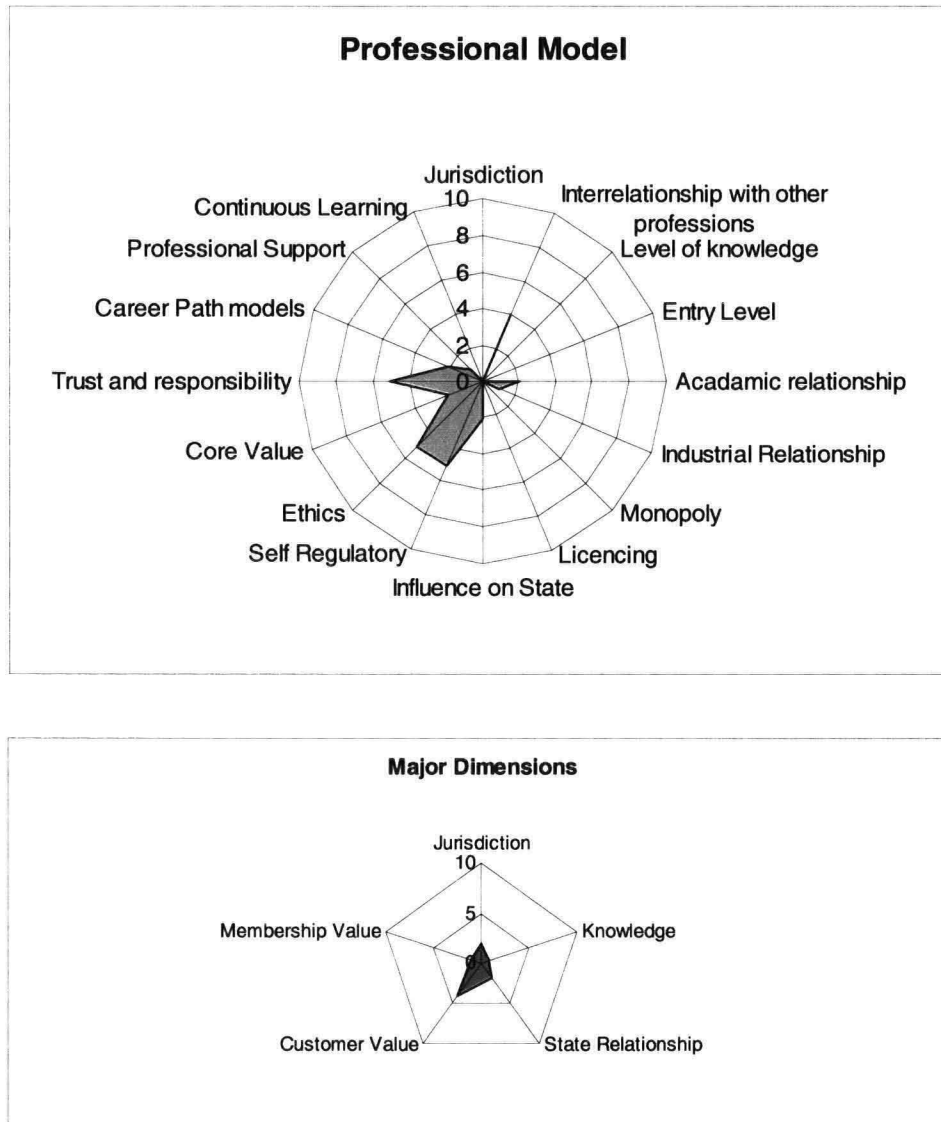 Professional Model
Jurisdiction
Interrelationship with other
professions
Level of knowledge
Entry Level
Acadamic relationship
Industrial Relationship
Monopoly
Licencing
Influence on State
Self Regulatory
Ethics
Core Value
Trust and responsibility
Career Path models
Professional Support
Continuous Learning
10
8
6
4
2
0
Major Dimensions
Jurisdiction
10
5
0
Membership Value
Knowledge
Customer Value
State Relationship